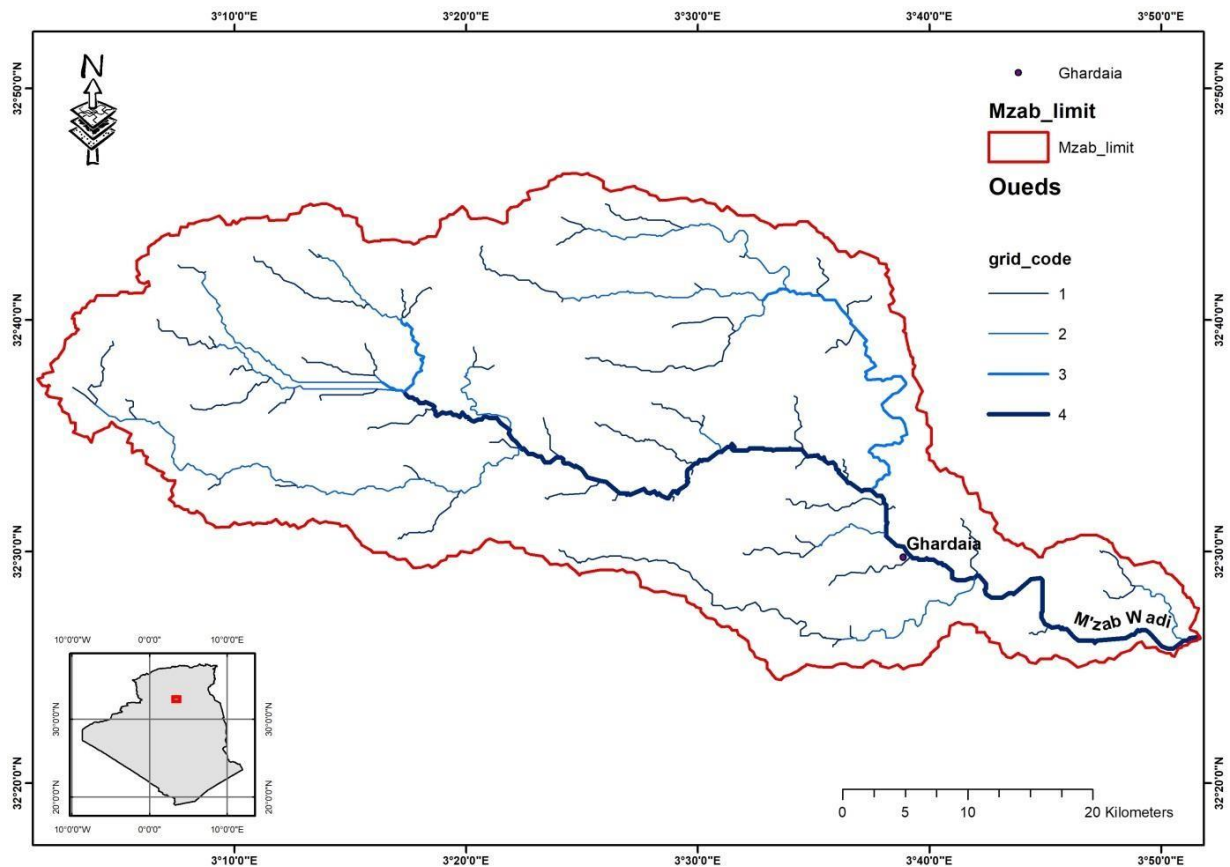 3°10'0"E 3°20'0"E 3°30'0"E 3°40'0"E 3°50'0"E
N
32°50'0"N
32°50'0"N
32°40'0"N
32°40'0"N
32°30'0"N
32°30'0"N
32°20'0"N
32°20'0"N
Ghardaia
Mzab_limit
Mzab_limit
Oueds
grid_code
1
2
3
4
Ghardaia
M'zab Wadi
10°0'0"W 0°0'0" 10°0'0"E
30°0'0"N
30°0'0"N
20°0'0"N
20°0'0"N
10°0'0"W 0°0'0" 10°0'0"E
0 5 10 20 Kilometers
3°10'0"E 3°20'0"E 3°30'0"E 3°40'0"E 3°50'0"E